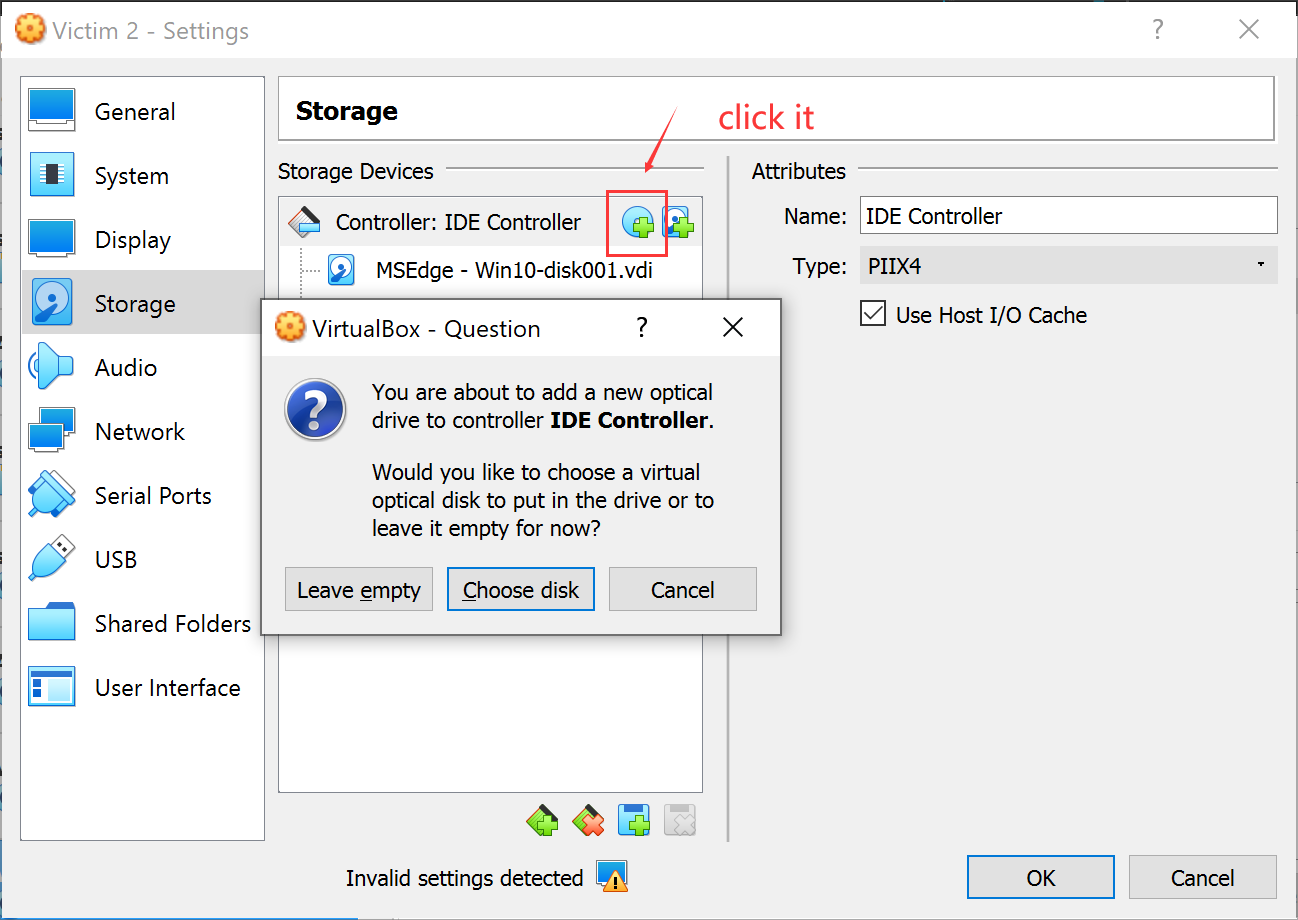 Victim 2 - Settings
?
General
System
Display
Storage
Audio
Network
Serial Ports
USB
Shared Folders
User Interface
Storage
click it
Storage Devices
Controller: IDE Controller
MSEdge - Win10-disk001.vdi
Attributes
Name: IDE Controller
Type: PIIX4
Use Host I/O Cache
VirtualBox - Question
?
You are about to add a new optical
drive to controller IDE Controller.
Would you like to choose a virtual
optical disk to put in the drive or to
leave it empty for now?
Leave empty
Choose disk
Cancel
Invalid settings detected
OK
Cancel